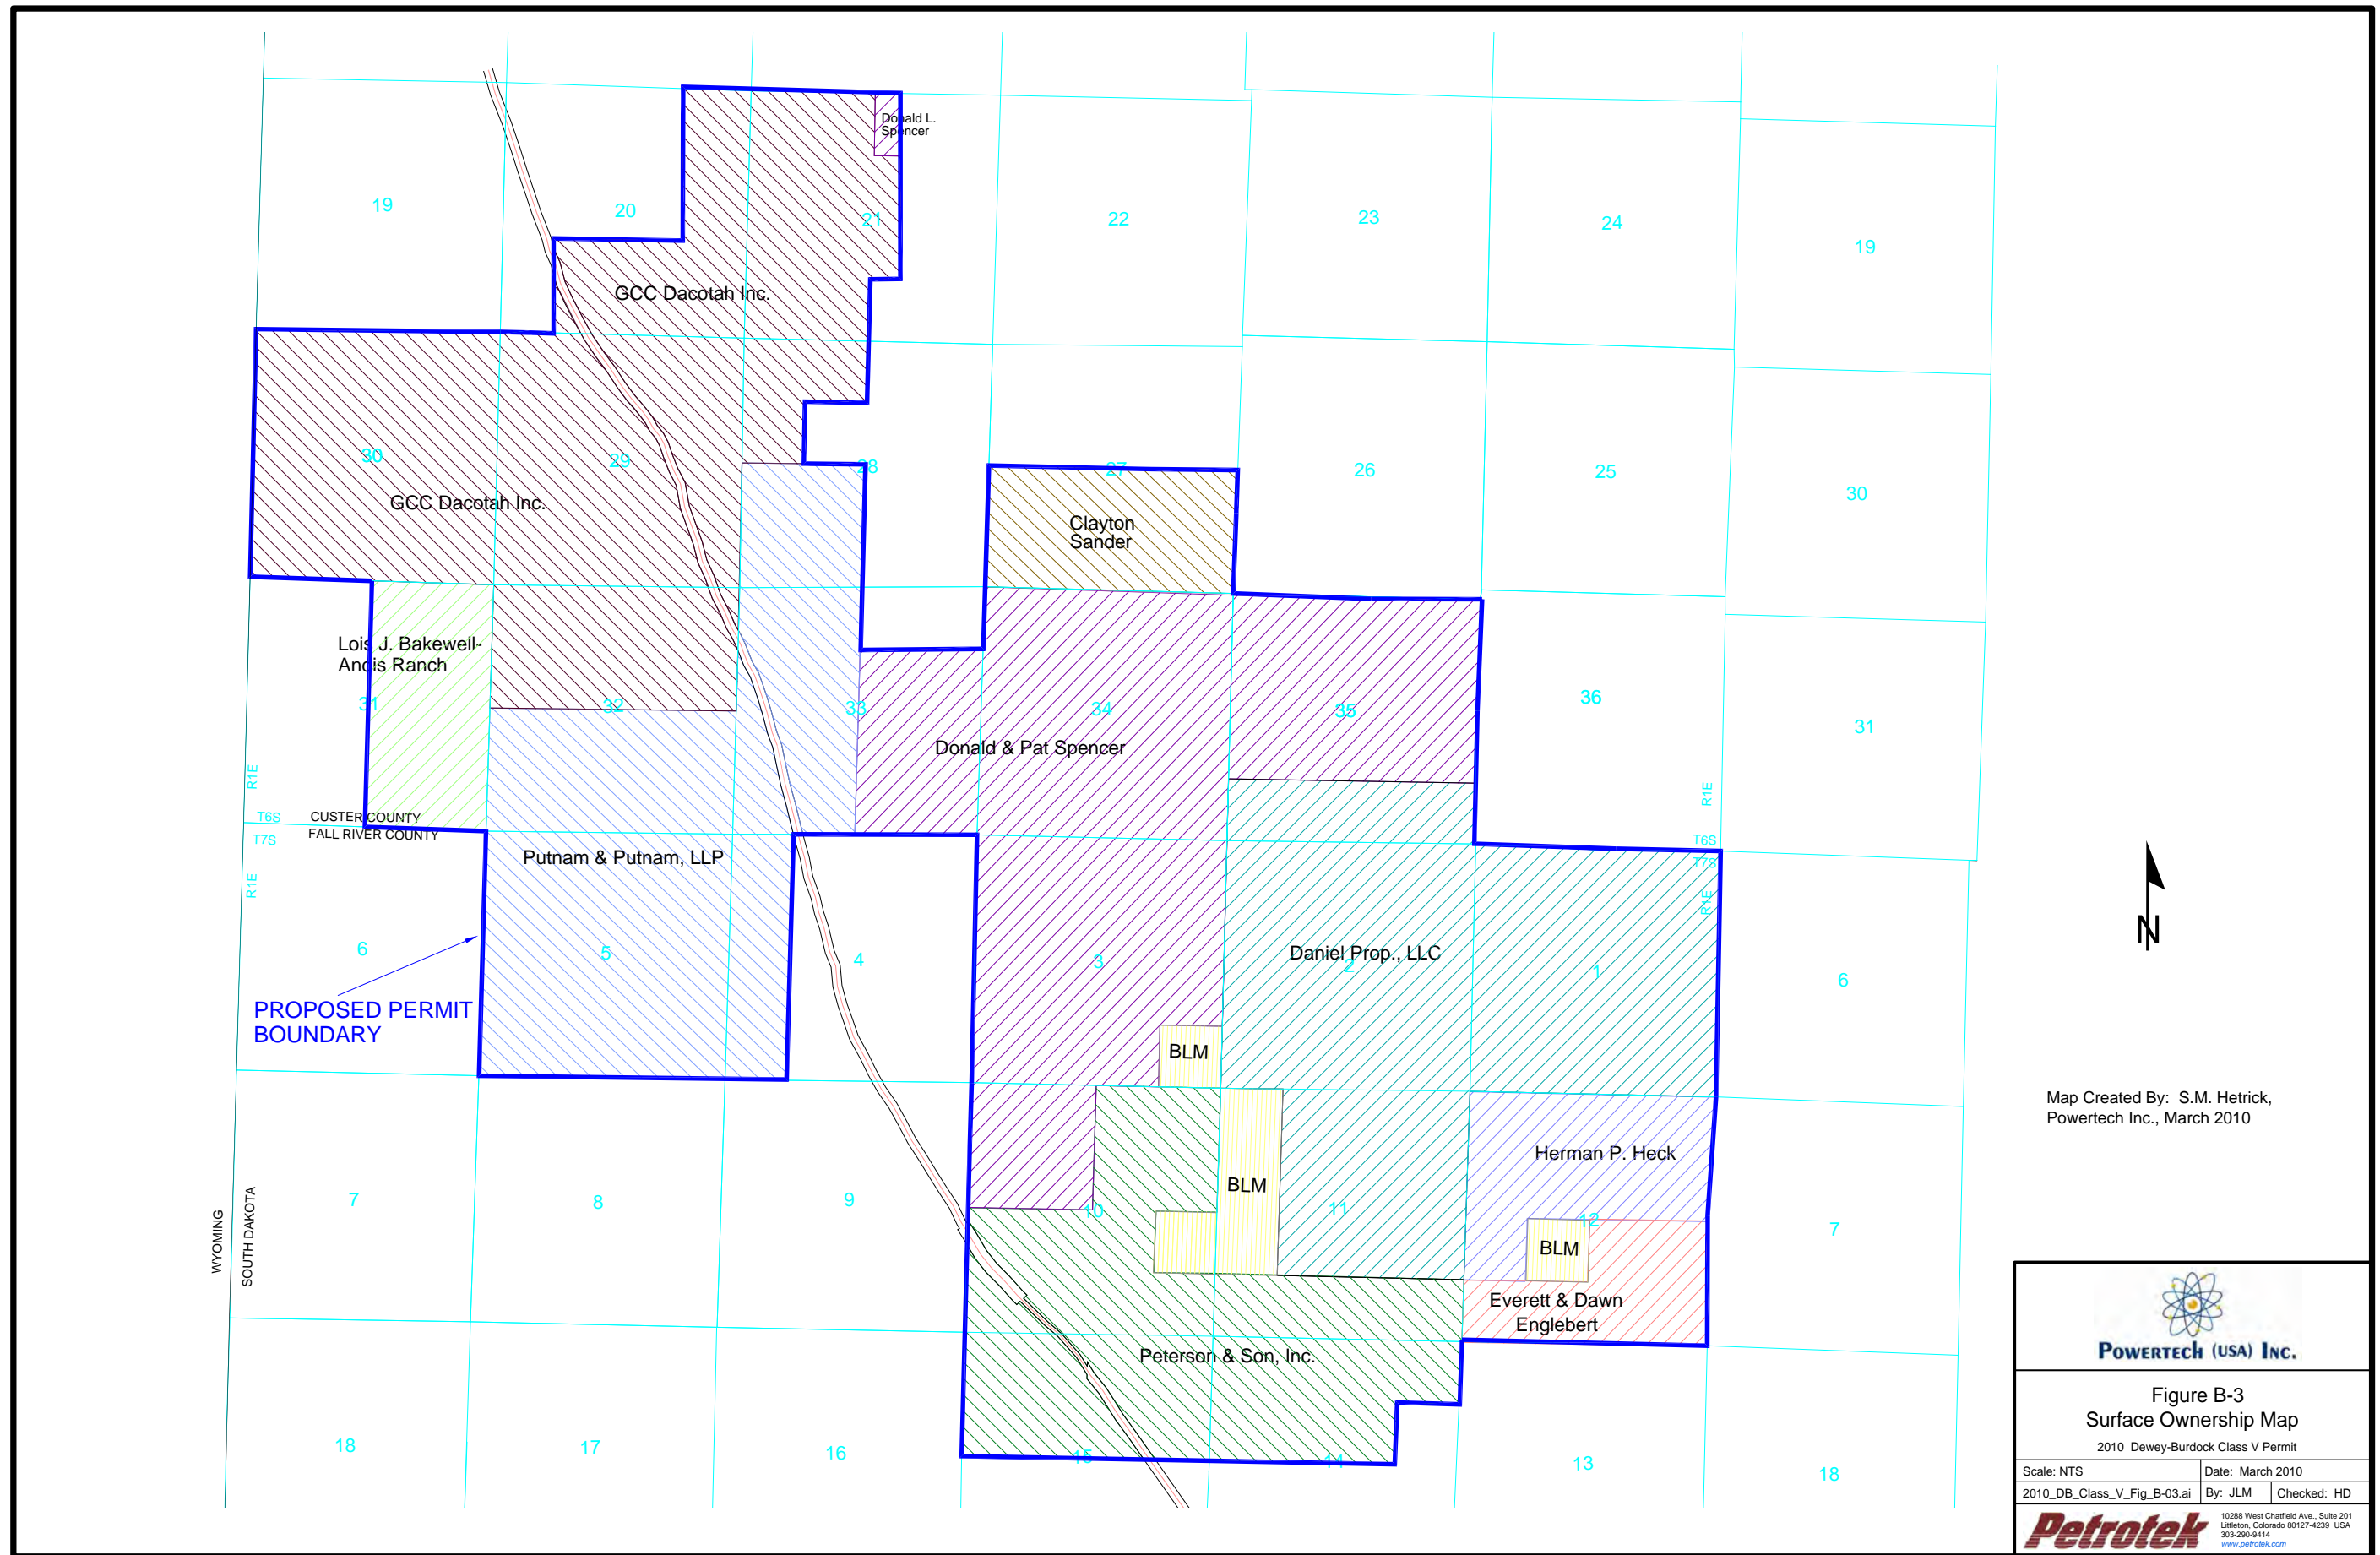 Donald L.
Spencer
19
20
21
22
23
24
19
GCC Dacotah Inc.
30
29
28
27
26
25
30
GCC Dacotah Inc.
Clayton
Sander
Lois J. Bakewell-
Andis Ranch
31
32
33
34
35
36
31
Donald & Pat Spencer
R1E
R1E
T6S
CUSTER COUNTY
T6S
T7S
FALL RIVER COUNTY
T7S
R1E
R1E
Putnam & Putnam, LLP
6
5
4
3
2
1
6
Daniel Prop., LLC
PROPOSED PERMIT
BOUNDARY
N
BLM
Map Created By: S.M. Hetrick,
Powertech Inc., March 2010
Herman P. Heck
BLM
7
8
9
10
11
12
7
WYOMING
SOUTH DAKOTA
BLM
Everett & Dawn
Englebert
Peterson & Son, Inc.
18
17
16
15
14
13
18
POWERTECH (USA) INC.
Figure B-3
Surface Ownership Map
2010 Dewey-Burdock Class V Permit
Scale: NTS
Date: March 2010
2010_DB_Class_V_Fig_B-03.ai
By: JLM
Checked: HD
Petrotek
10288 West Chatfield Ave., Suite 201
Littleton, Colorado 80127-4239 USA
303-290-9414
www.petrotek.com